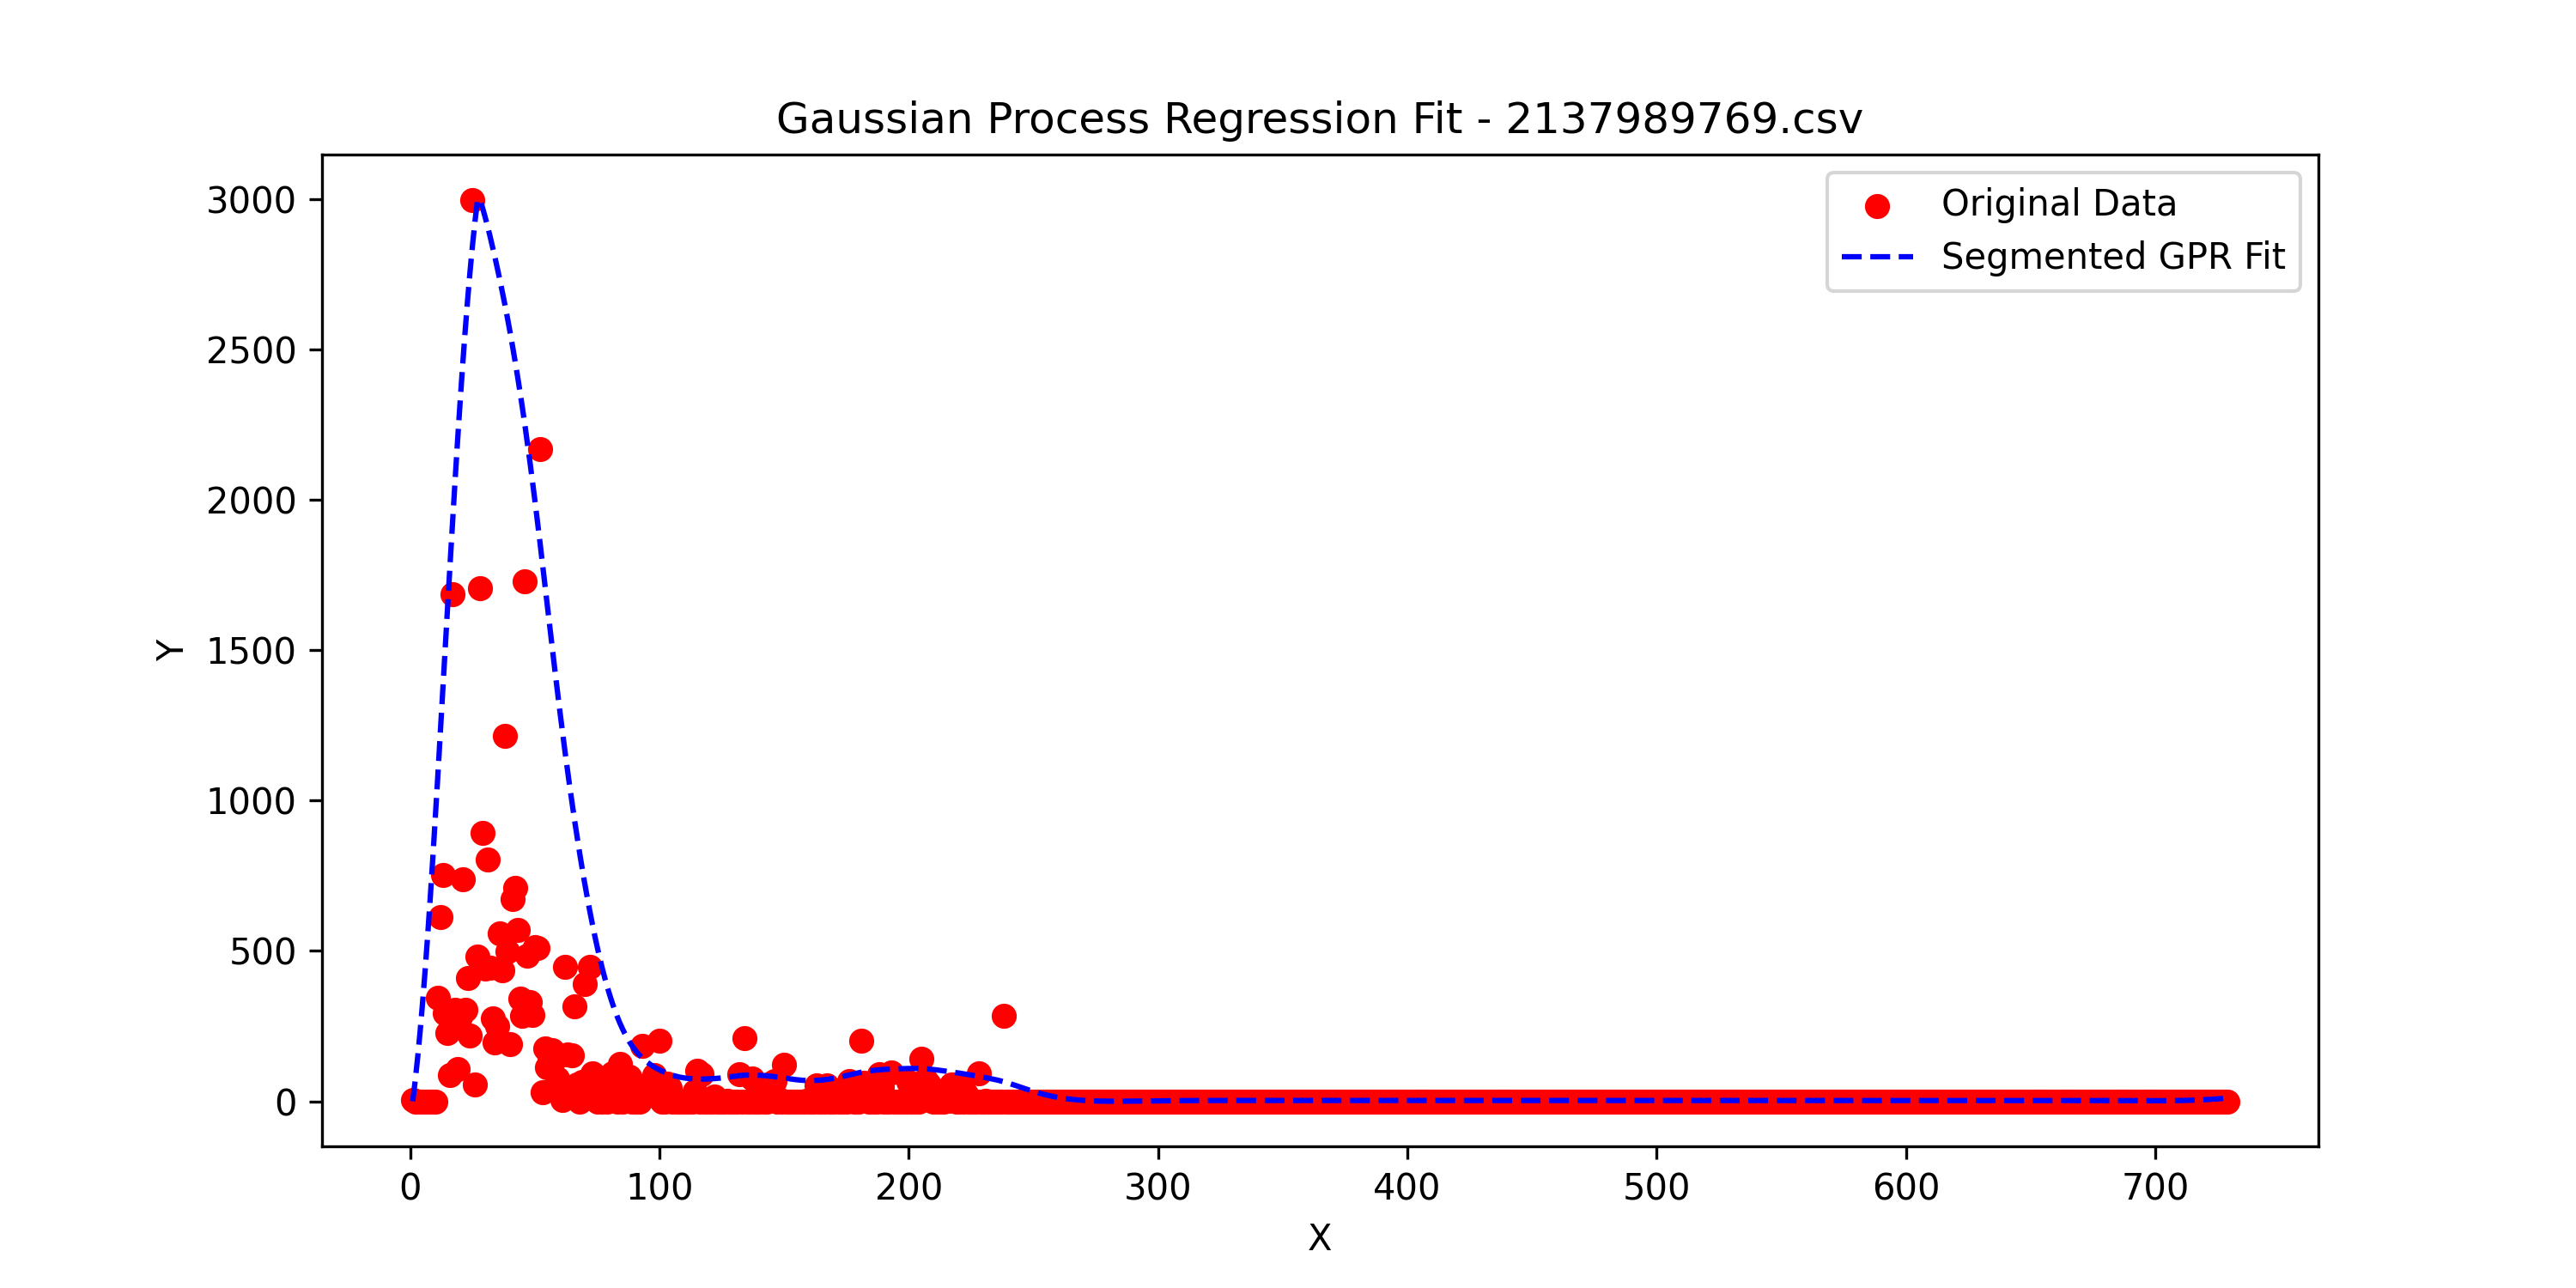 Gaussian Process Regression Fit - 2137989769.csv
Original Data
Segmented GPR Fit
3000
2500
2000
1500
1000
500
0
Y
0 100 200 300 400 500 600 700
X